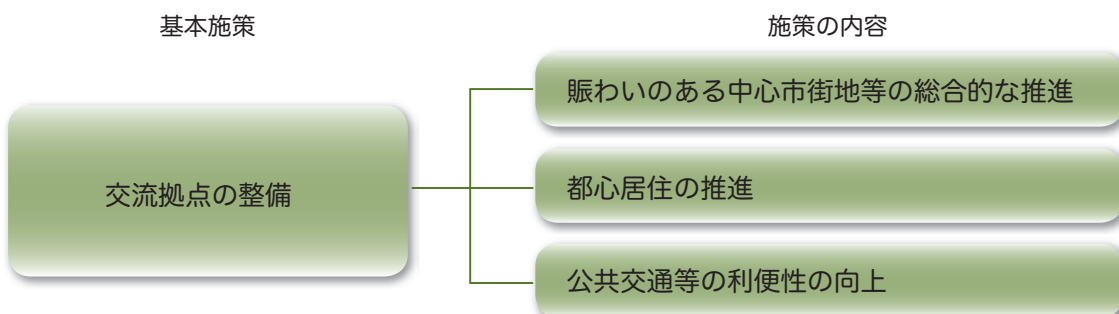 基本施策
施策の内容
交流拠点の整備
賑わいのある中心市街地等の総合的な推進
都心居住の推進
公共交通等の利便性の向上